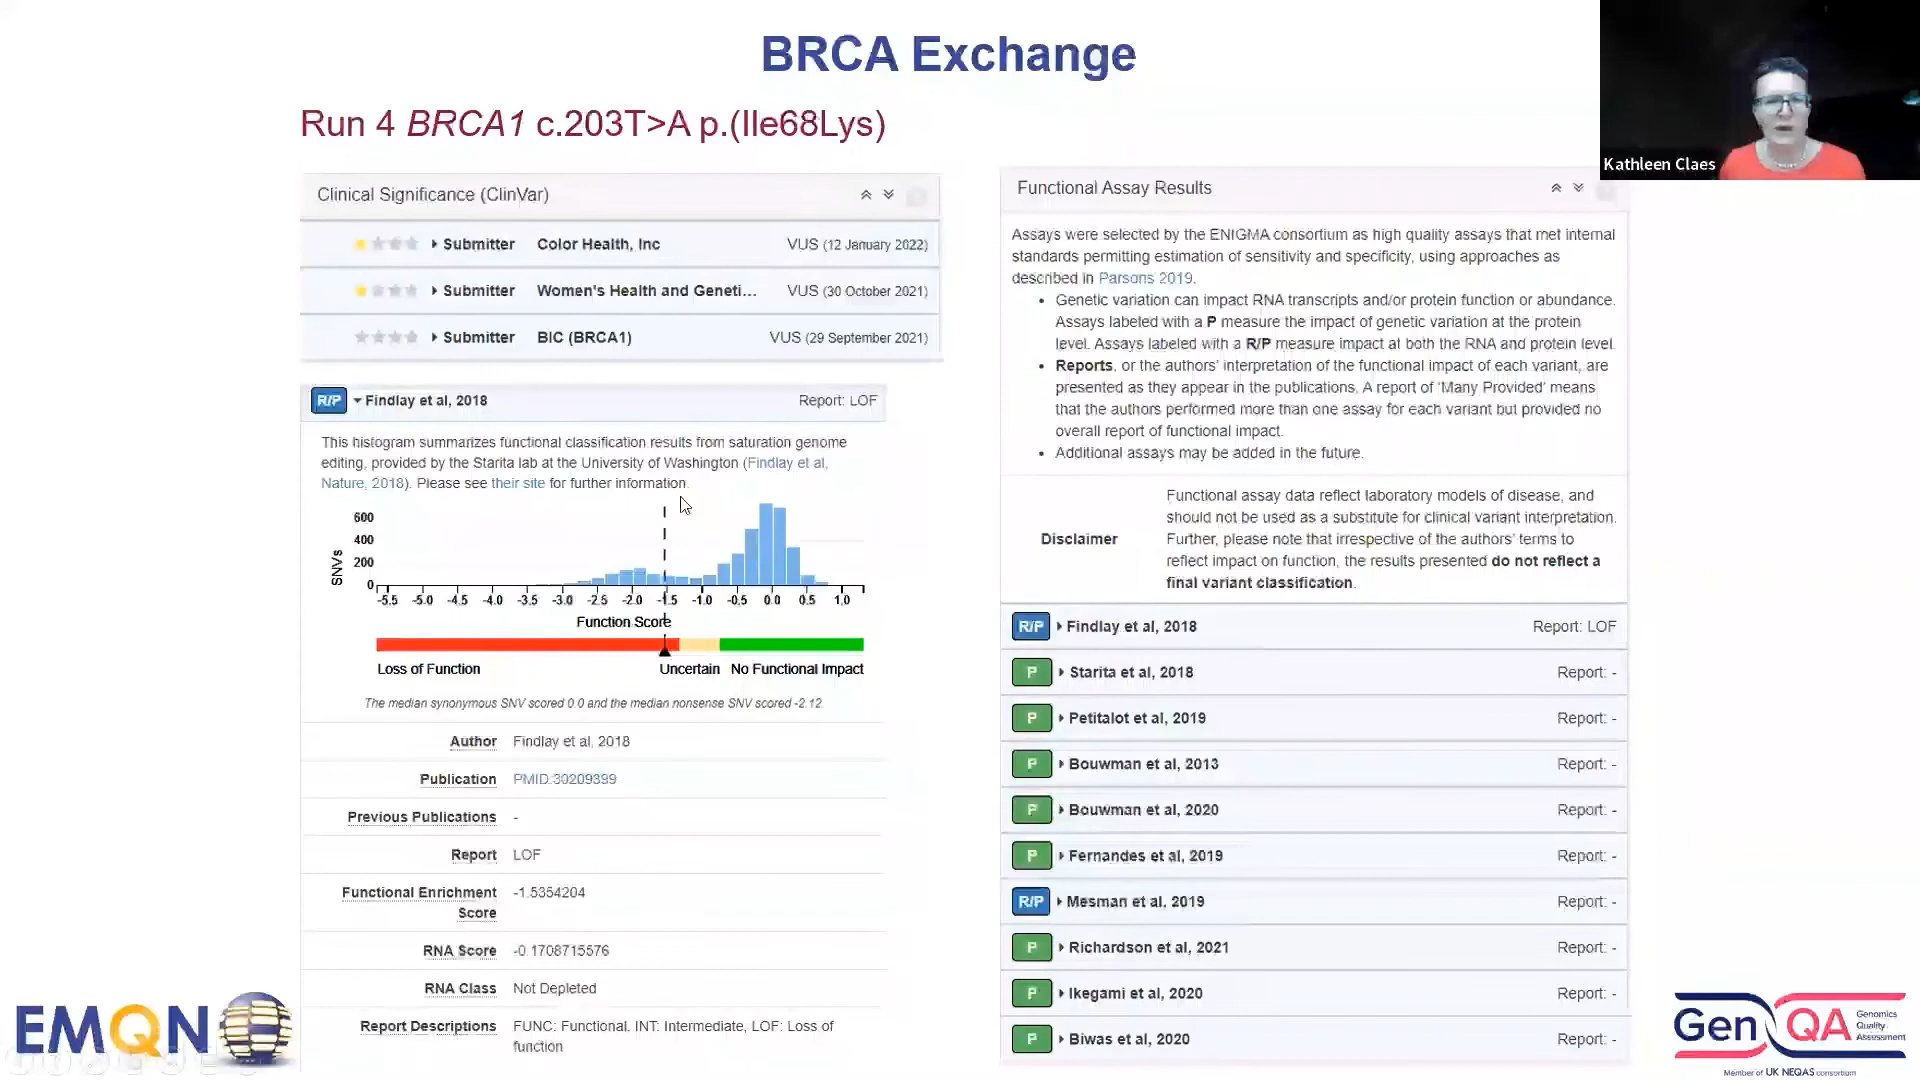 BRCA Exchange
Run 4 BRCA1 c.203T>A p.(Ile68Lys)
Kathleen Claes
Clinical Significance (ClinVar)
Submitter Color Health, Inc VUS (12 January 2022)
Submitter Women's Health and Geneti... VUS (30 October 2021)
Submitter BIC (BRCA1) VUS (29 September 2021)
R/P Findlay et al, 2018 Report: LOF
This histogram summarizes functional classification results from saturation genome
editing, provided by the Starita lab at the University of Washington (Findlay et al,
Nature, 2018). Please see their site for further information.
600
400
200
0
SNVs
-5.5 -5.0 -4.5 -4.0 -3.5 -3.0 -2.5 -2.0 -1.5 -1.0 -0.5 0.0 0.5 1.0
Function Score
Loss of Function Uncertain No Functional Impact
The median synonymous SNV scored 0.0 and the median nonsense SNV scored -2.12.
Author Findlay et al, 2018
Publication PMID:30209399
Previous Publications -
Report LOF
Functional Enrichment
Score -1.5354204
RNA Score -0.1708715576
RNA Class Not Depleted
Report Descriptions FUNC: Functional. INT: Intermediate, LOF: Loss of
function
Functional Assay Results
Assays were selected by the ENIGMA consortium as high quality assays that met internal
standards permitting estimation of sensitivity and specificity, using approaches as
described in Parsons 2019.
• Genetic variation can impact RNA transcripts and/or protein function or abundance.
Assays labeled with a P measure the impact of genetic variation at the protein
level. Assays labeled with a R/P measure impact at both the RNA and protein level.
• Reports, or the authors' interpretation of the functional impact of each variant, are
presented as they appear in the publications. A report of 'Many Provided' means
that the authors performed more than one assay for each variant but provided no
overall report of functional impact.
• Additional assays may be added in the future.
Disclaimer
Functional assay data reflect laboratory models of disease, and
should not be used as a substitute for clinical variant interpretation.
Further, please note that irrespective of the authors' terms to
reflect impact on function, the results presented do not reflect a
final variant classification.
R/P Findlay et al, 2018 Report: LOF
P Starita et al, 2018 Report: -
P Petitalot et al, 2019 Report: -
P Bouwman et al, 2013 Report: -
P Bouwman et al, 2020 Report: -
P Fernandes et al, 2019 Report: -
R/P Mesman et al, 2019 Report: -
P Richardson et al, 2021 Report: -
P Ikegami et al, 2020 Report: -
P Biwas et al, 2020 Report: -
EMQN
Gen QA
Genomics
Quality
Assessment
Member of UK NEQAS consortium